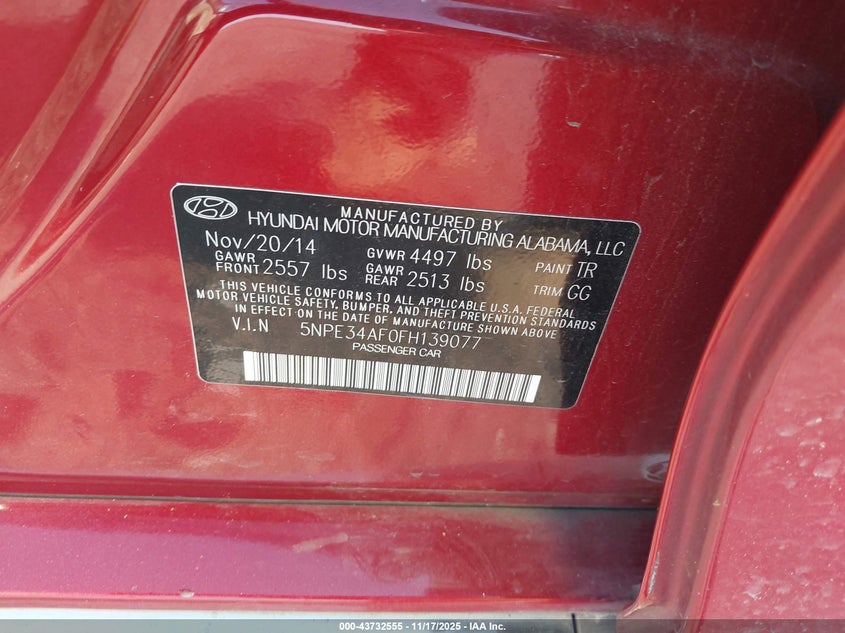 MANUFACTURED BY
HYUNDAI MOTOR MANUFACTURING ALABAMA, LLC
Nov/20/14 GVWR 4497 lbs PAINT TR
GAWR FRONT 2557 lbs GAWR REAR 2513 lbs TRIM GG
THIS VEHICLE CONFORMS TO ALL APPLICABLE U.S.A. FEDERAL
MOTOR VEHICLE SAFETY, BUMPER, AND THEFT PREVENTION STANDARDS
IN EFFECT ON THE DATE OF MANUFACTURE SHOWN ABOVE
V.I.N 5NPE34AF0FH139077
PASSENGER CAR
000-43732555 - 11/17/2025 - IAA Inc.